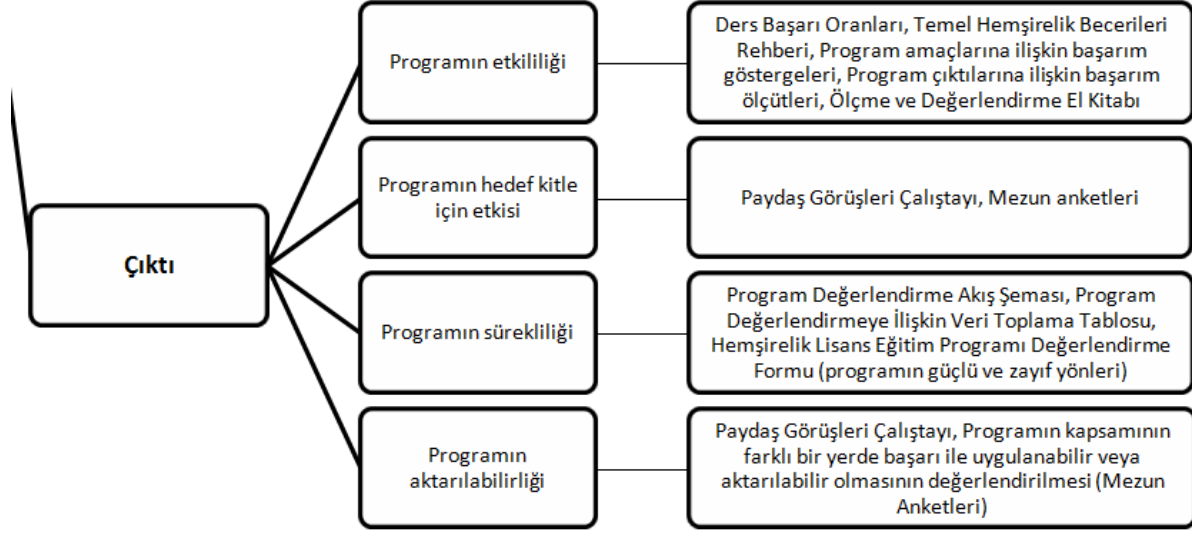 Çıktı
Programın etkililiği
Ders Başarı Oranları, Temel Hemşirelik Becerileri
Rehberi, Program amaçlarına ilişkin başarım
göstergeleri, Program çıktılarına ilişkin başarım
ölçütleri, Ölçme ve Değerlendirme El Kitabı
Programın hedef kitle
için etkisi
Paydaş Görüşleri Çalıştayı, Mezun anketleri
Programın sürekliliği
Program Değerlendirme Akış Şeması, Program
Değerlendirmeye İlişkin Veri Toplama Tablosu,
Hemşirelik Lisans Eğitim Programı Değerlendirme
Formu (programın güçlü ve zayıf yönleri)
Programın
aktarılabilirliği
Paydaş Görüşleri Çalıştayı, Programın kapsamının
farklı bir yerde başarı ile uygulanabilir veya
aktarılabilir olmasının değerlendirilmesi (Mezun
Anketleri)